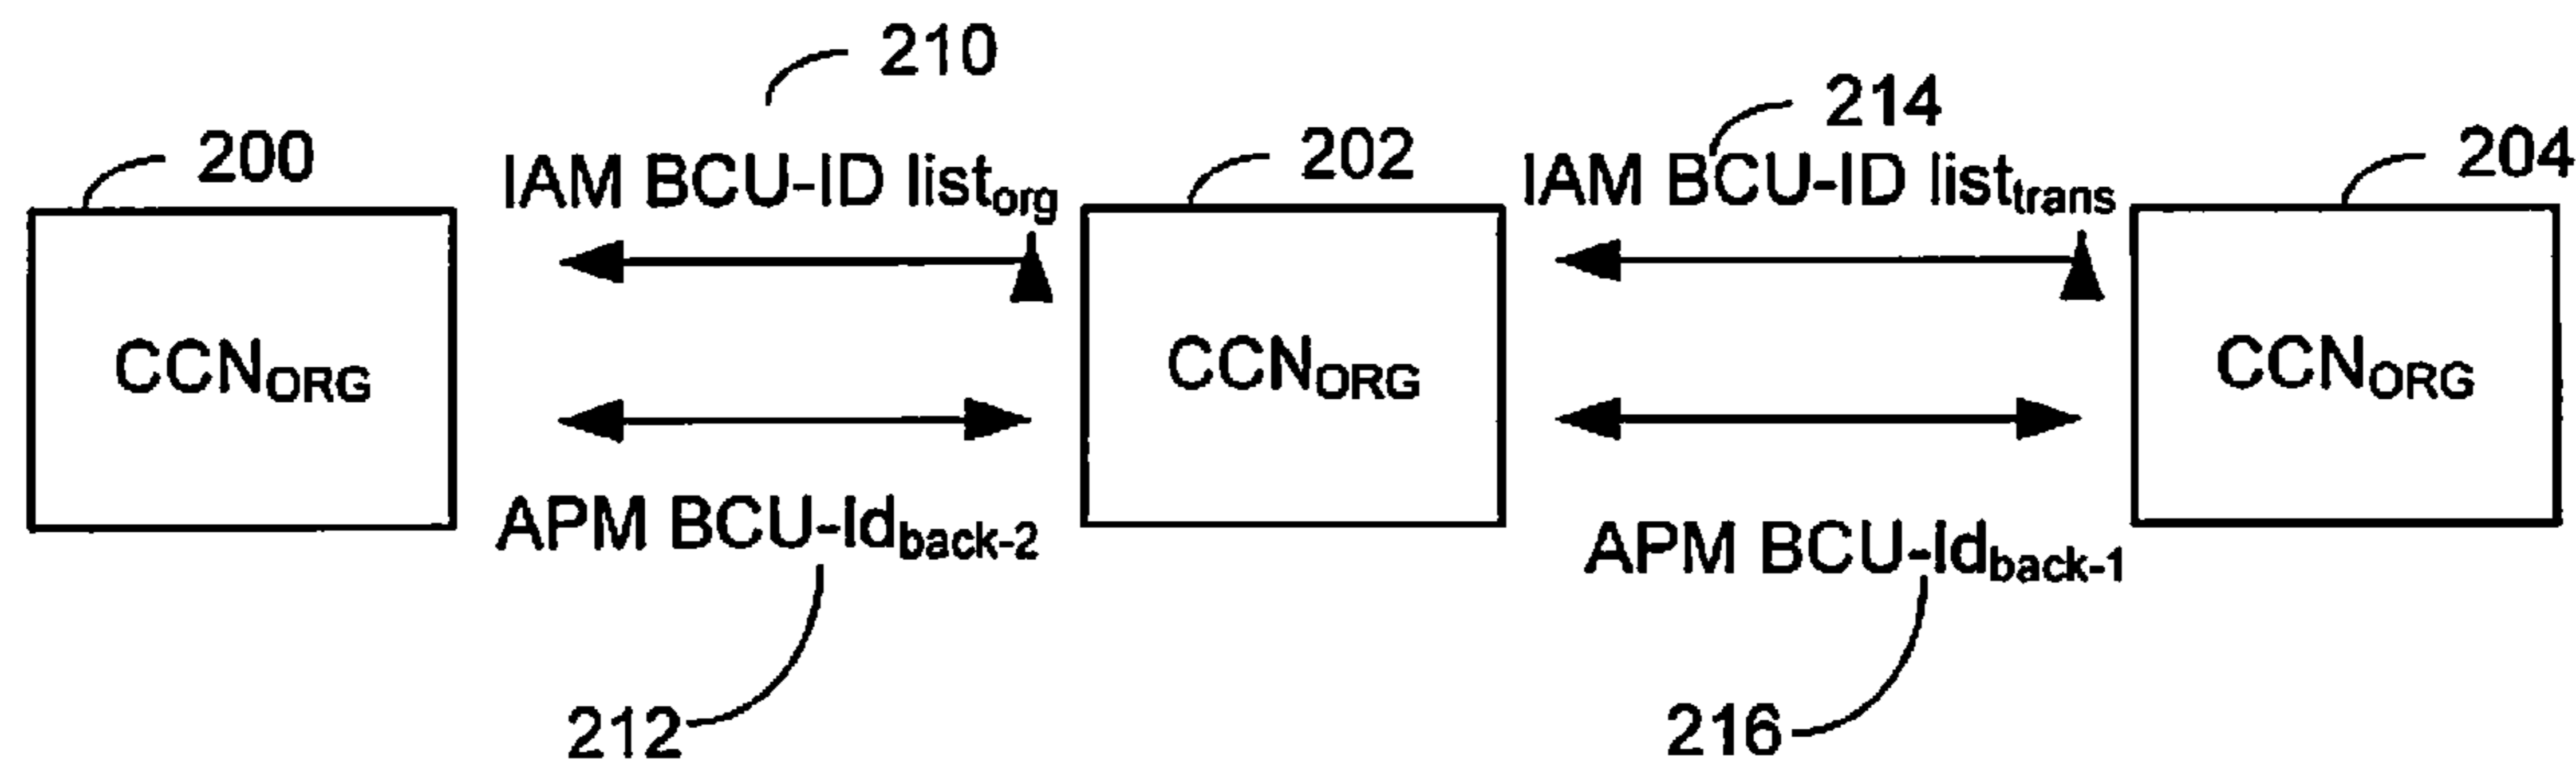 210
214
200
202
204
IAM BCU-ID list_org
IAM BCU-ID list_trans
CCN_ORG
CCN_ORG
CCN_ORG
APM BCU-Id_back-2
APM BCU-Id_back-1
212
216